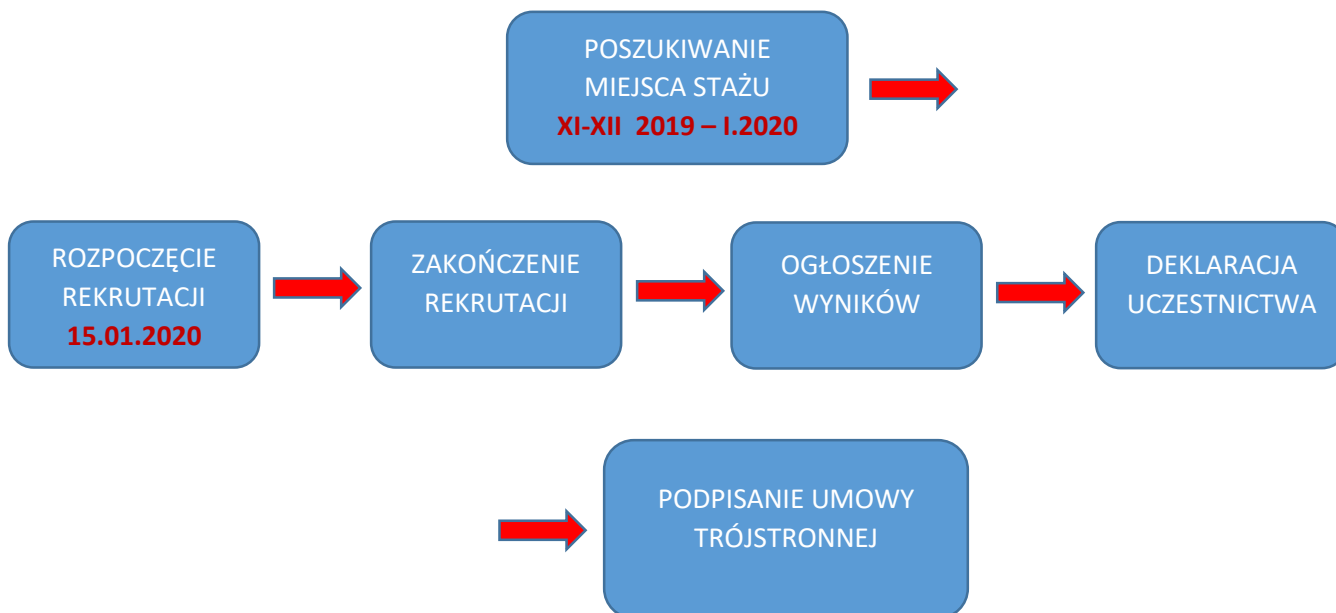 POSZUKIWANIE
MIEJSCA STAŻU
XI-XII 2019 – I.2020
ROZPOCZĘCIE
REKRUTACJI
15.01.2020
ZAKOŃCZENIE
REKRUTACJI
OGŁOSZENIE
WYNIKÓW
DEKLARACJA
UCZESTNICTWA
PODPISANIE UMOWY
TRÓJSTRONNEJ